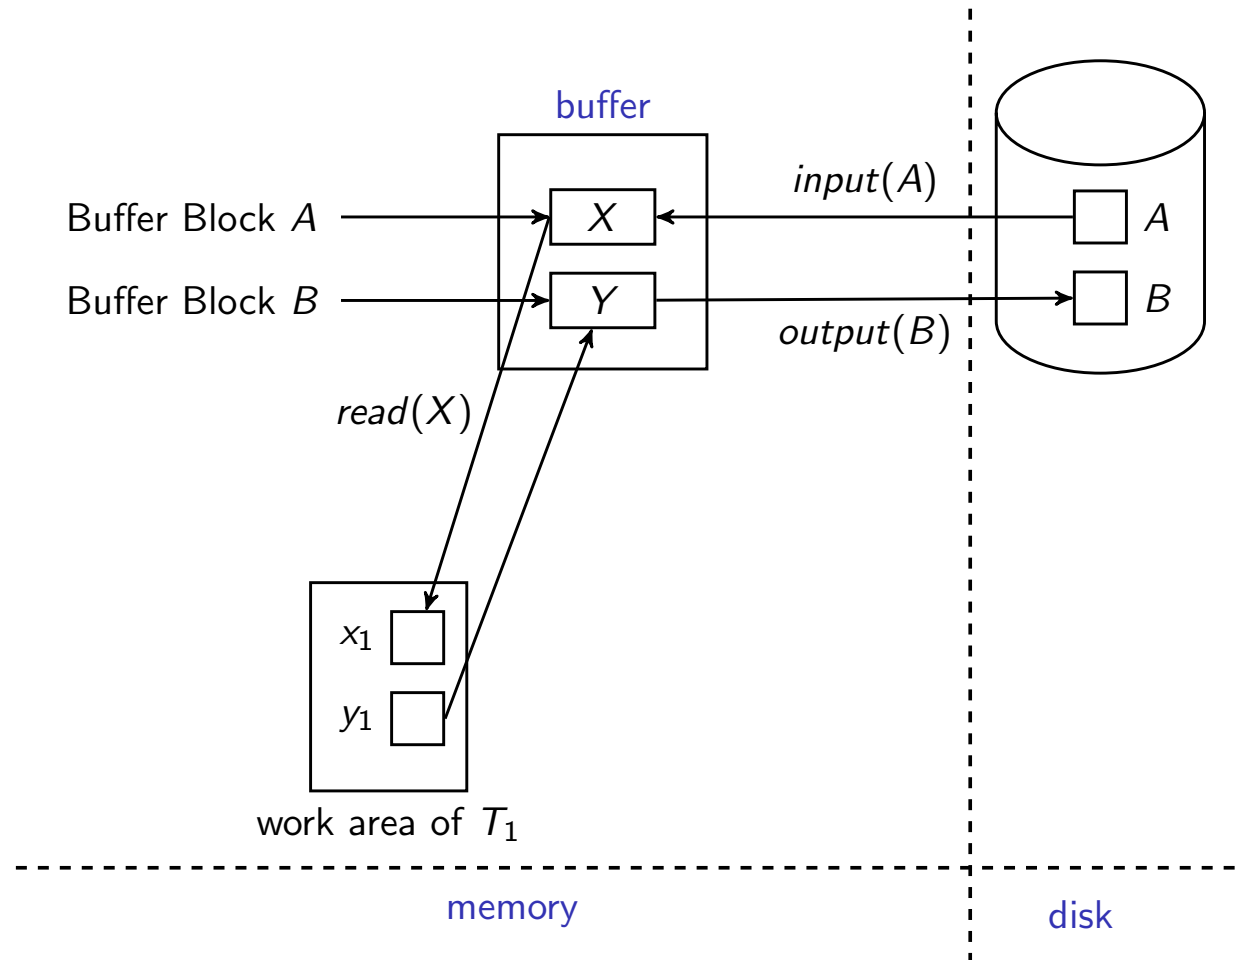 buffer
input(A)
Buffer Block A
X
A
Buffer Block B
Y
B
output(B)
read(X)
x₁
y₁
work area of T₁
memory
disk